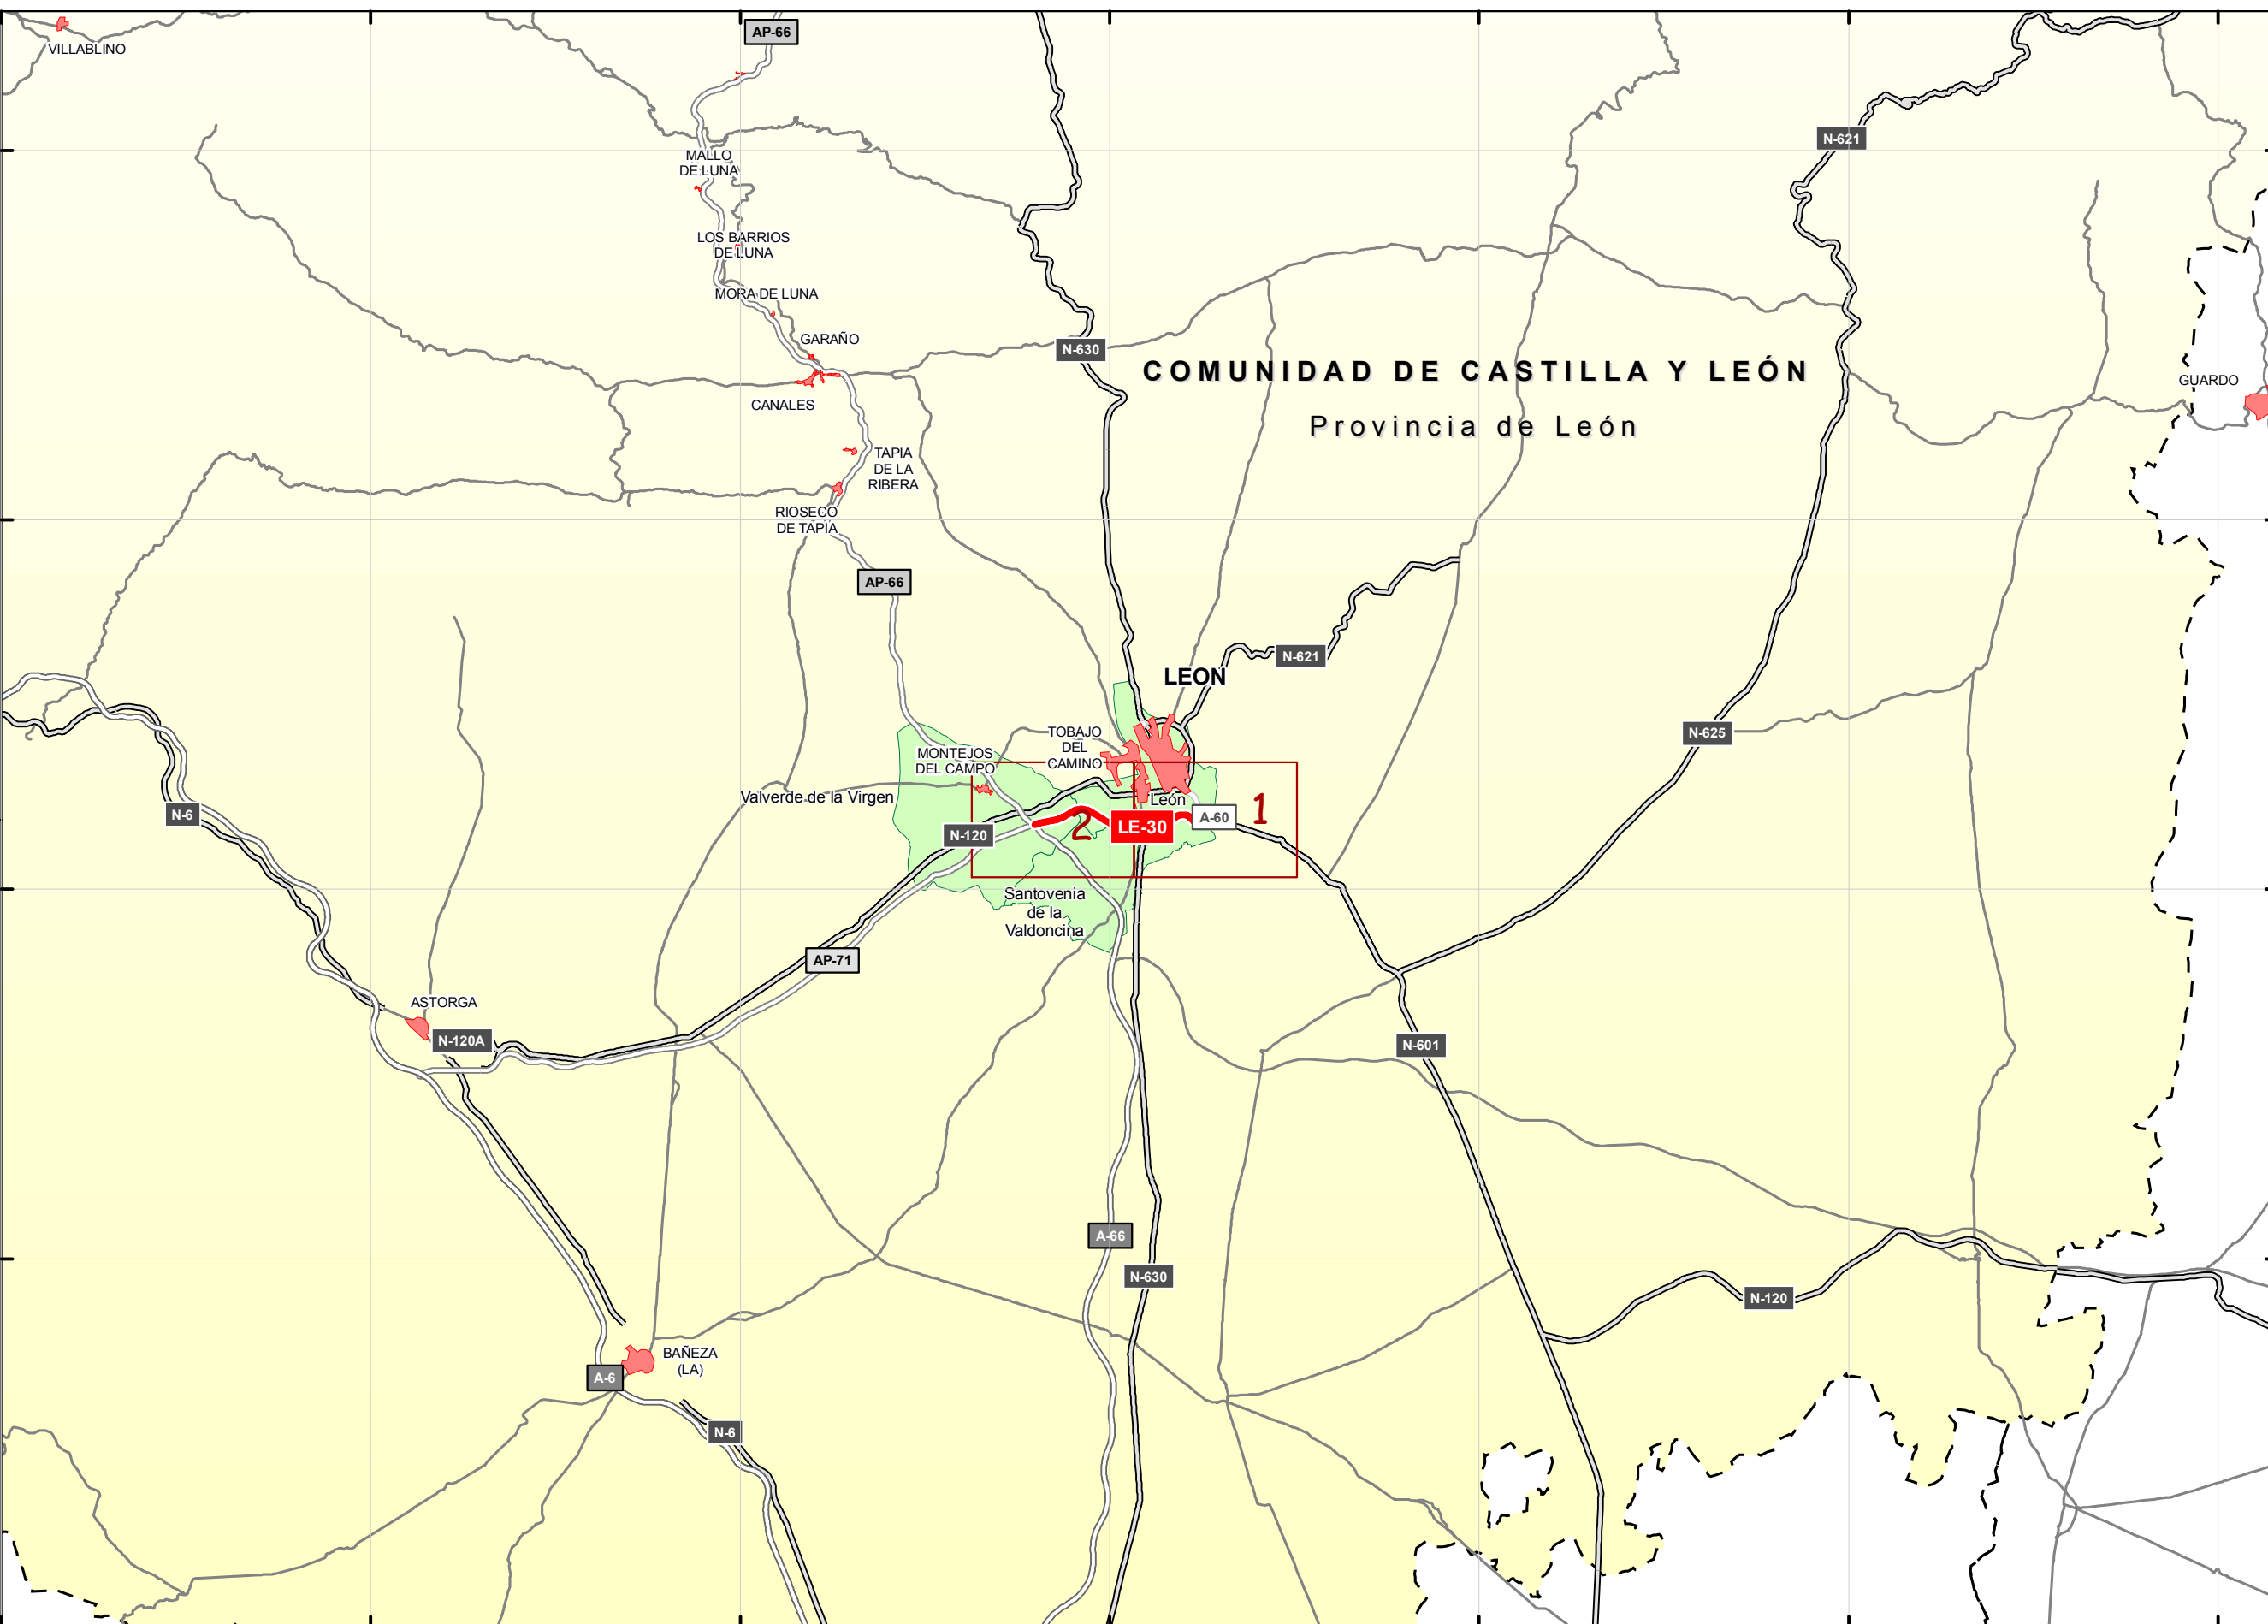 AP-66
VILLABLINO
N-621
MALLO
DE LUNA
LOS BARRIOS
DE LUNA
MORA DE LUNA
GARAÑO
N-630
COMUNIDAD DE CASTILLA Y LEÓN
GUARDO
CANALES
Provincia de León
TAPIA
DE LA
RIBERA
RIOSECO
DE TAPIA
AP-66
N-621
LEON
N-625
TOBAJO
DEL
CAMINO
MONTEJOS
DEL CAMPO
Valverde de la Virgen
León
N-6
1
A-60
2
LE-30
N-120
Santovenia
de la
Valdoncina
AP-71
ASTORGA
N-120A
N-601
A-66
N-630
N-120
BAÑEZA
(LA)
A-6
N-6